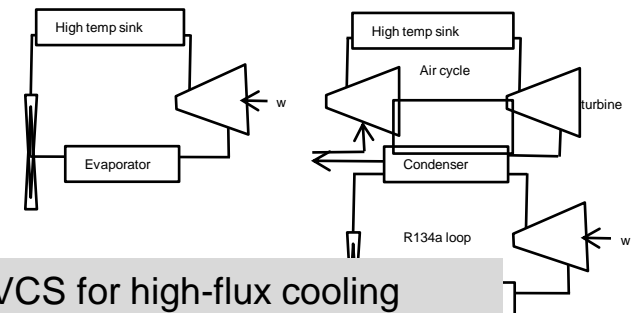 High temp sink
w
Evaporator
High temp sink
Air cycle
turbine
Condenser
R134a loop
w
VCS for high-flux cooling